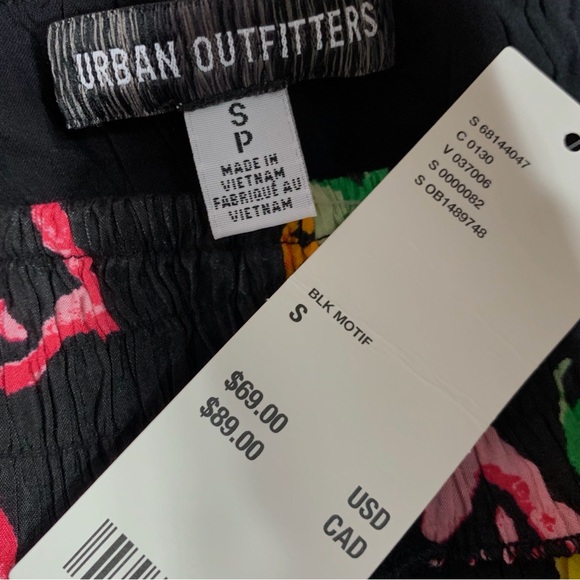 URBAN OUTFITTERS
S
P
MADE IN
VIETNAM
FABRIQUÉ AU
VIETNAM
S 68144047
C 0130
V 037006
S 0000082
S OB1489748
BLK MOTIF
S
$69.00 USD
$89.00 CAD